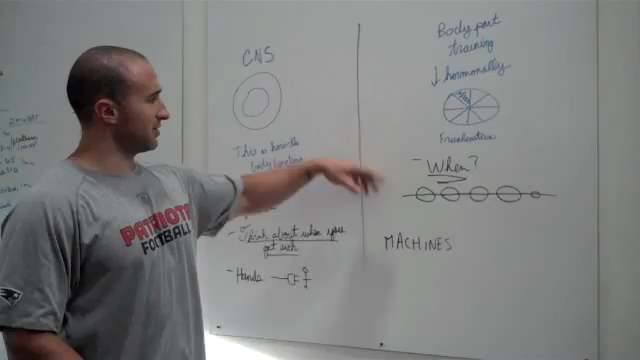 CNS
This is how the
body functions
- Think about when you
get sick
- Hands
Body part
training
↓ hormonally
Frankenstein
- When?
MACHINES
PATRIOTS
FOOTBALL